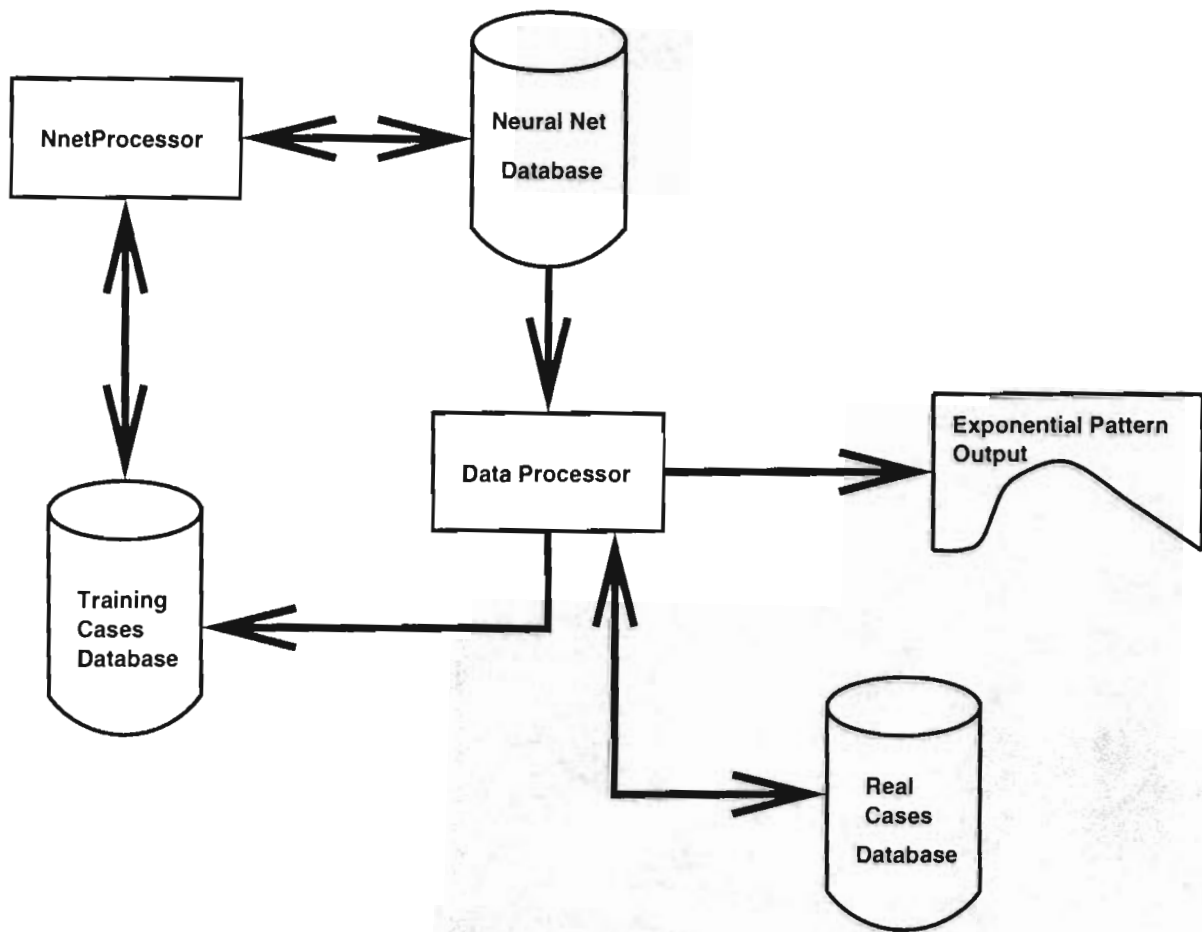 NnetProcessor
Neural Net
Database
Data Processor
Exponential Pattern
Output
Training
Cases
Database
Real
Cases
Database